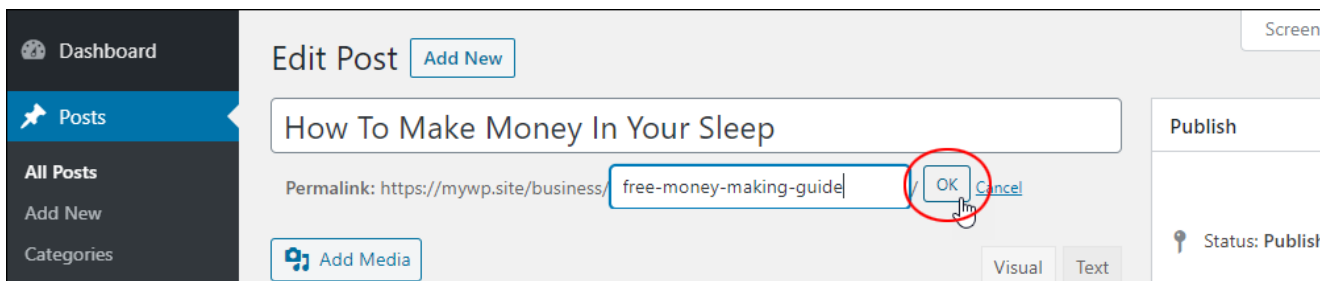 Dashboard
Posts
All Posts
Add New
Categories
Screen
Edit Post Add New
How To Make Money In Your Sleep
Permalink: https://mywp.site/business/ free-money-making-guide / OK Cancel
Add Media
Visual Text
Publish
Status: Publish